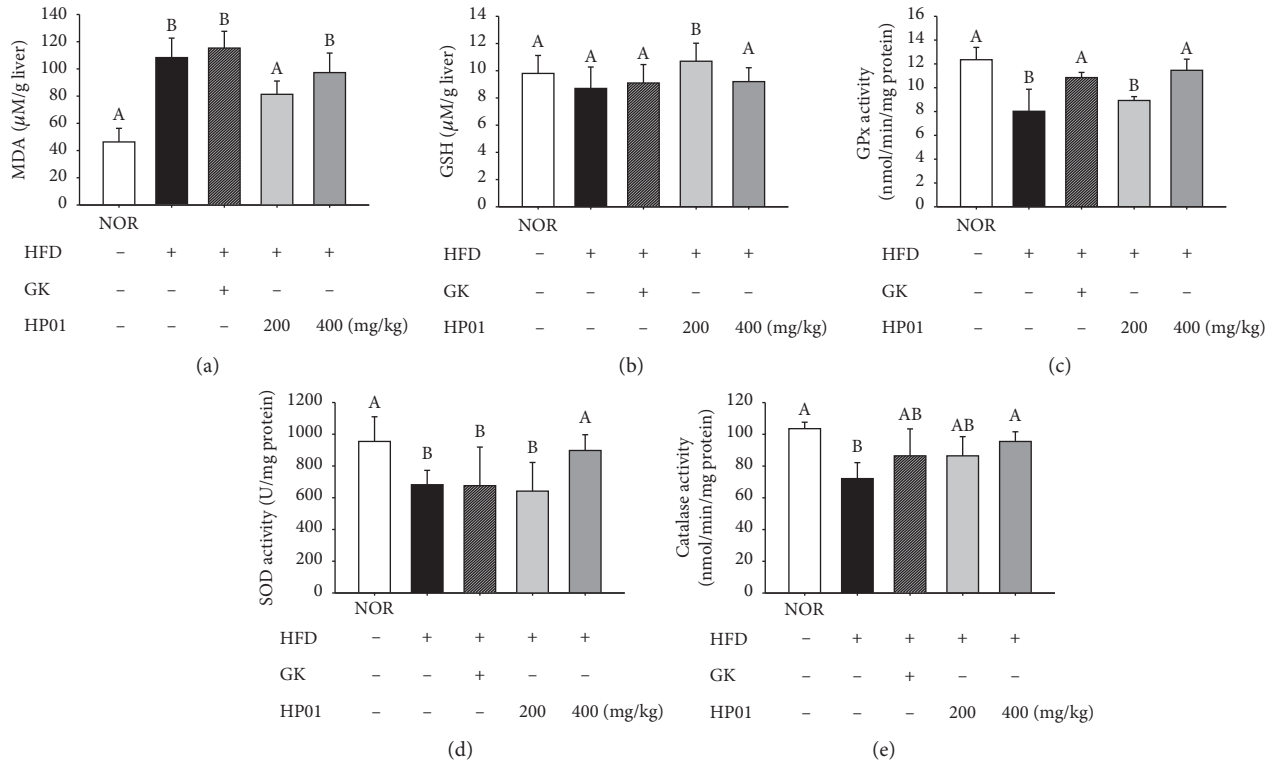 MDA (μM/g liver)
140
120
100
80
60
40
20
0
A
B
B
A
B
NOR
HFD – + + + +
GK – – + – –
HP01 – – – 200 400 (mg/kg)
(a)
GSH (μM/g liver)
14
12
10
8
6
4
2
0
A
A
A
B
A
NOR
HFD – + + + +
GK – – + – –
HP01 – – – 200 400 (mg/kg)
(b)
GPx activity
(nmol/min/mg protein)
16
14
12
10
8
6
4
2
0
A
B
A
B
A
NOR
HFD – + + + +
GK – – + – –
HP01 – – – 200 400 (mg/kg)
(c)
SOD activity (U/mg protein)
1200
1000
800
600
400
200
0
A
B
B
B
A
NOR
HFD – + + + +
GK – – + – –
HP01 – – – 200 400 (mg/kg)
(d)
Catalase activity
(nmol/min/mg protein)
120
100
80
60
40
20
0
A
B
AB
AB
A
NOR
HFD – + + + +
GK – – + – –
HP01 – – – 200 400 (mg/kg)
(e)